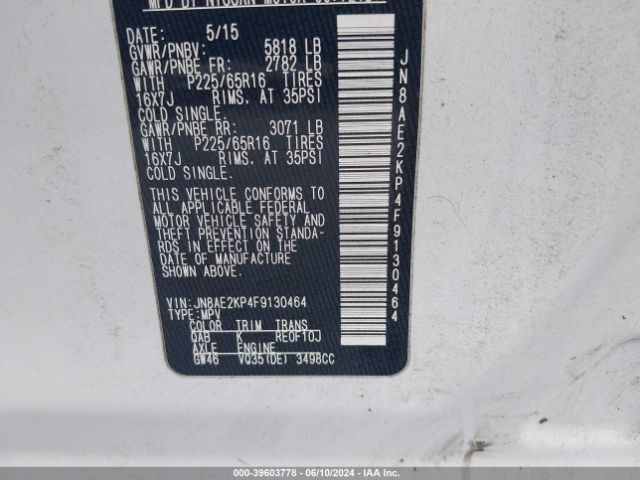 MFD BY NISSAN MOTOR
DATE: 5/15
GVWR/PNBV: 5818 LB
GAWR/PNBE FR: 2782 LB
WITH P225/65R16 TIRES
16X7J RIMS. AT 35PSI
COLD SINGLE.
GAWR/PNBE RR: 3071 LB
WITH P225/65R16 TIRES
16X7J RIMS. AT 35PSI
COLD SINGLE.
THIS VEHICLE CONFORMS TO
ALL APPLICABLE FEDERAL
MOTOR VEHICLE SAFETY AND
THEFT PREVENTION STANDA-
RDS IN EFFECT ON THE
DATE OF MANUFACTURE
SHOWN ABOVE.
VIN:JN8AE2KP4F9130464
TYPE:MPV
COLOR TRIM TRANS
QAB K RE0F10J
AXLE ENGINE
GW46 VQ35(DE) 3498CC
JN8AE2KP4F9130464
000-39603778 - 06/10/2024 - IAA Inc.